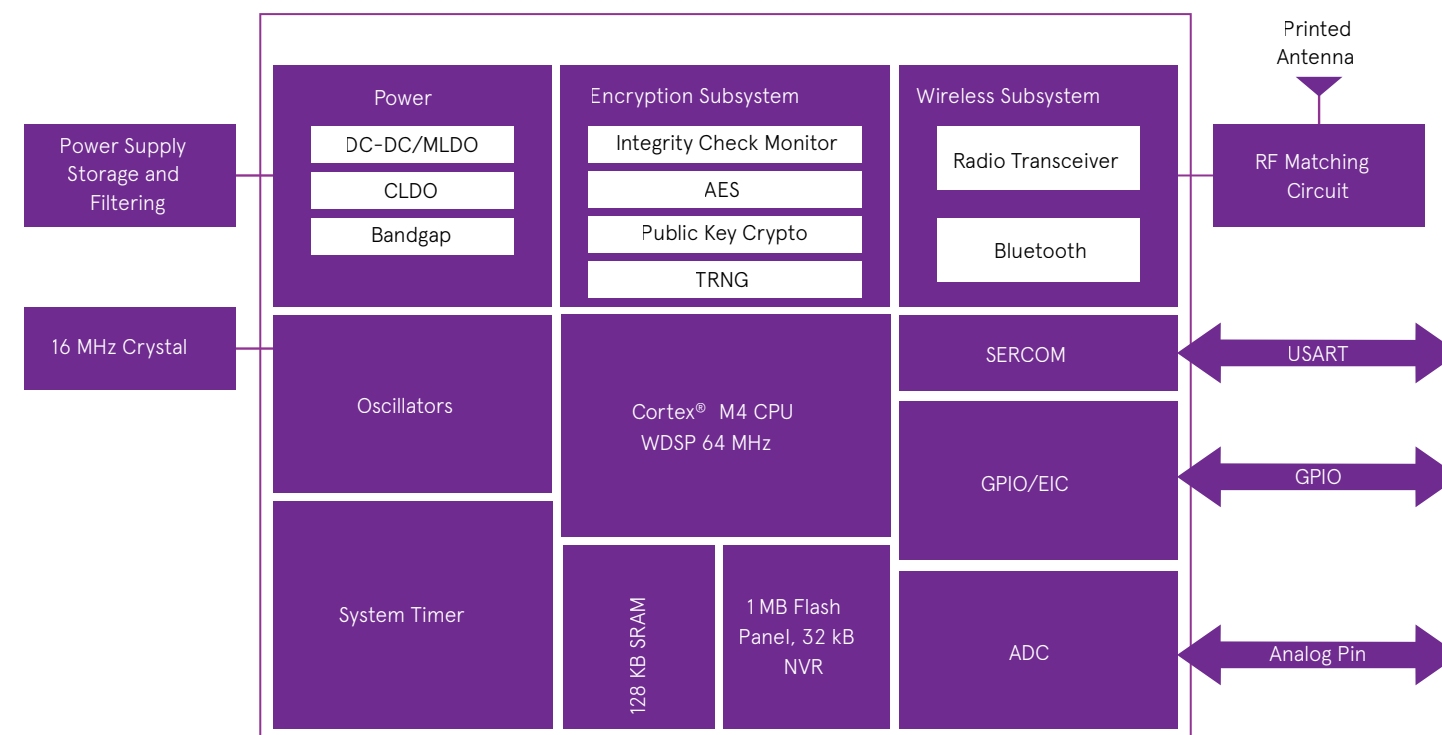 Printed
Antenna
Power
Encryption Subsystem
Wireless Subsystem
Power Supply
Storage and
Filtering
DC-DC/MLDO
CLDO
Bandgap
Integrity Check Monitor
AES
Public Key Crypto
TRNG
Radio Transceiver
Bluetooth
RF Matching
Circuit
16 MHz Crystal
Oscillators
Cortex® M4 CPU
WDSP 64 MHz
SERCOM
USART
GPIO/EIC
GPIO
System Timer
128 KB SRAM
1 MB Flash
Panel, 32 kB
NVR
ADC
Analog Pin